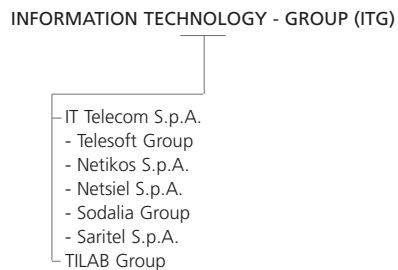 INFORMATION TECHNOLOGY - GROUP (ITG)
IT Telecom S.p.A.
- Telesoft Group
- Netikos S.p.A.
- Netsiel S.p.A.
- Sodalia Group
- Saritel S.p.A.
TILAB Group